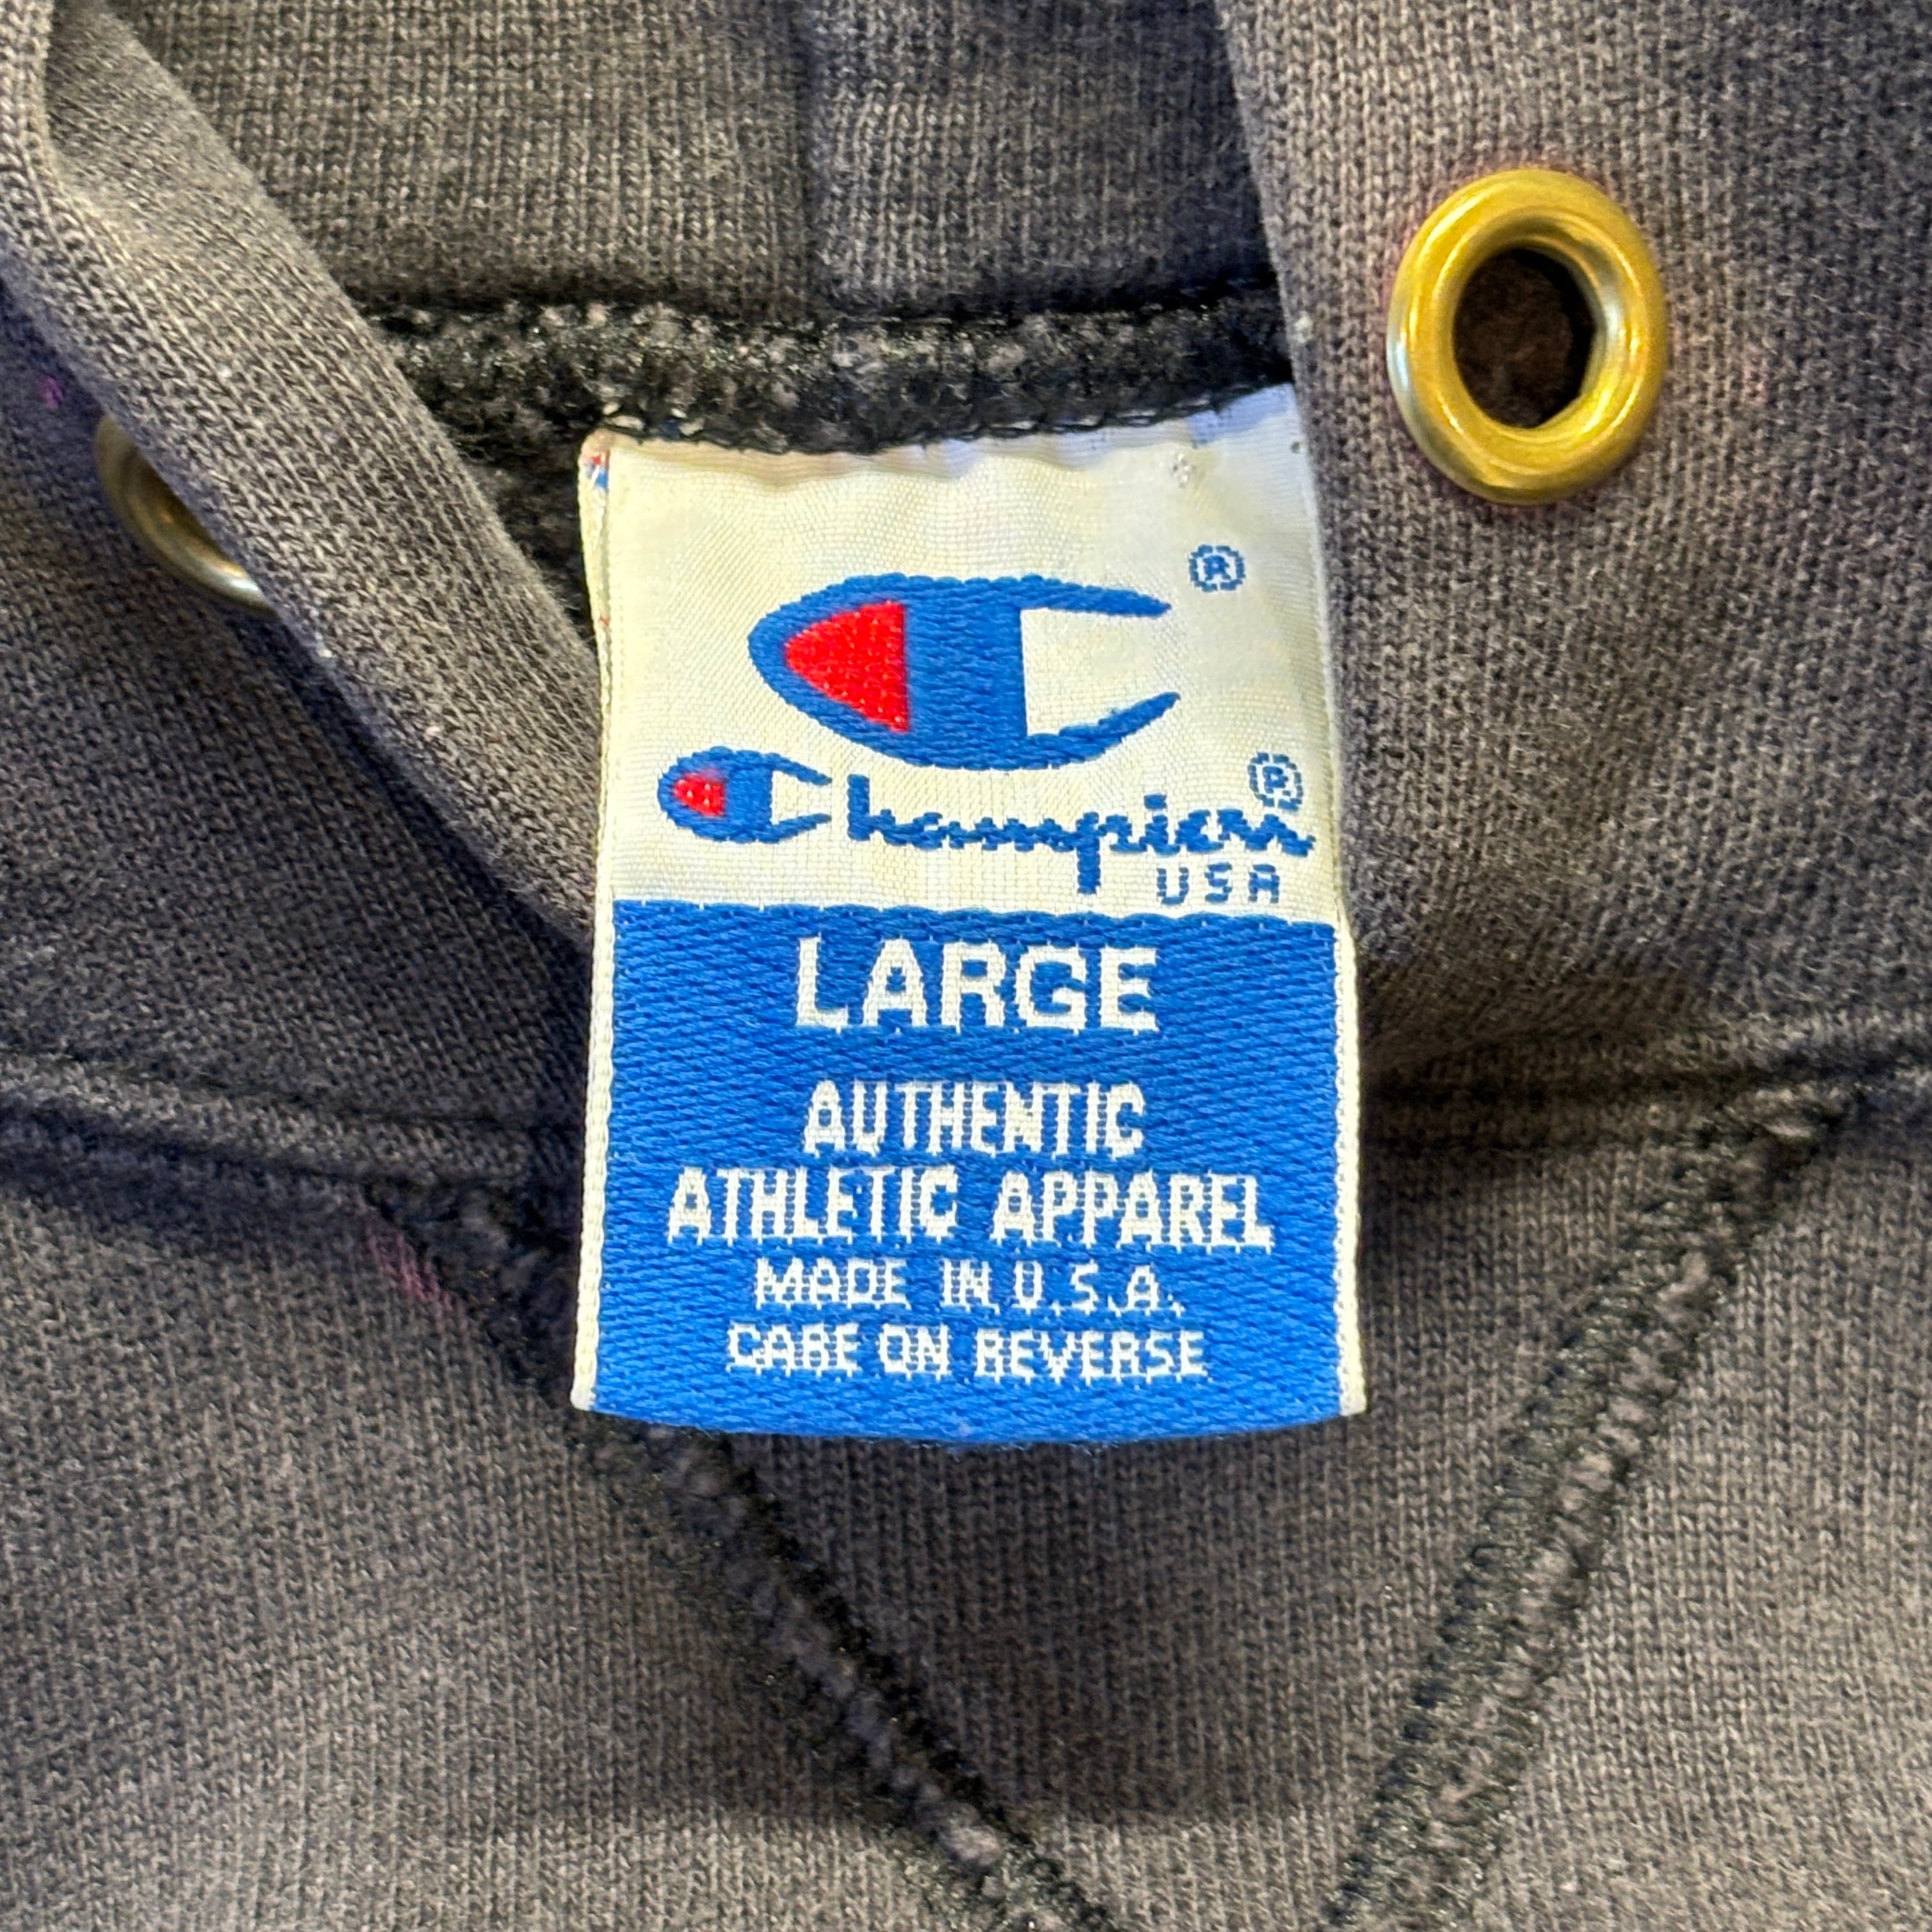 ®
Champion®
USA
LARGE
AUTHENTIC
ATHLETIC APPAREL
MADE IN U.S.A.
CARE ON REVERSE